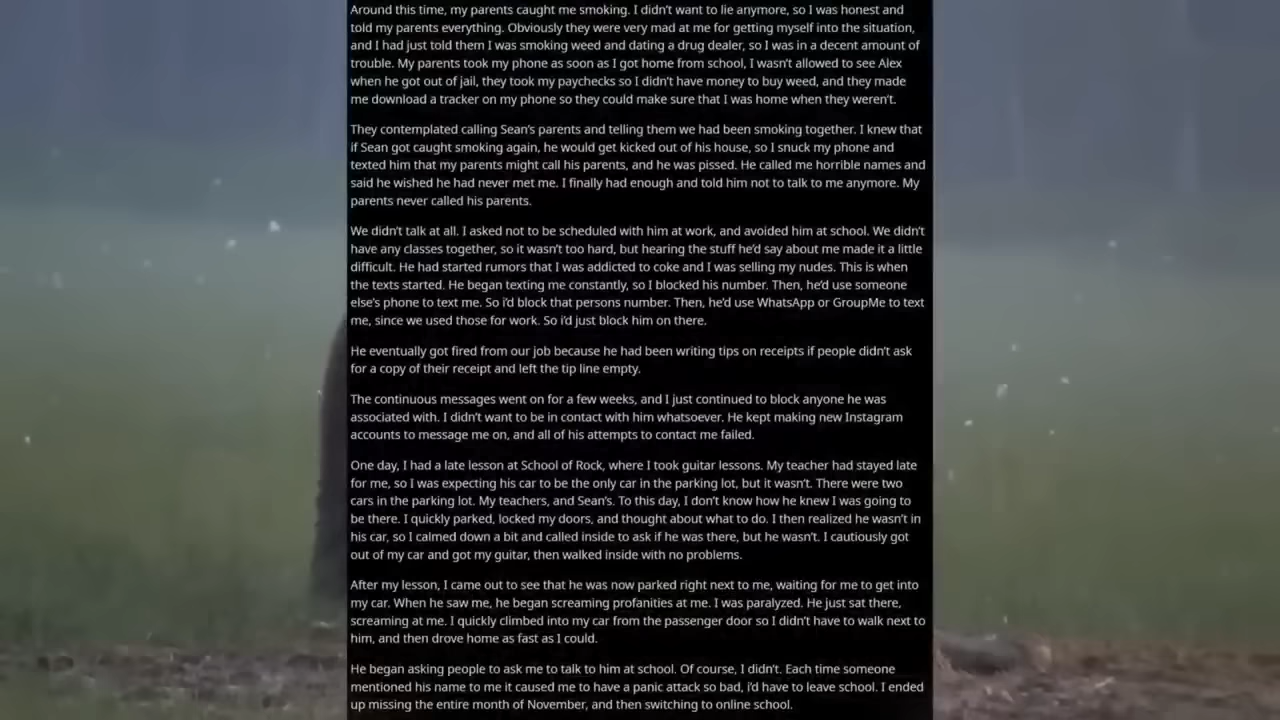 Around this time, my parents caught me smoking. I didn't want to lie anymore, so I was honest and
told my parents everything. Obviously they were very mad at me for getting myself into the situation,
and I had just told them I was smoking weed and dating a drug dealer, so I was in a decent amount of
trouble. My parents took my phone as soon as I got home from school, I wasn't allowed to see Alex
when he got out of jail, they took my paychecks so I didn't have money to buy weed, and they made
me download a tracker on my phone so they could make sure that I was home when they weren't.
They contemplated calling Sean's parents and telling them we had been smoking together. I knew that
if Sean got caught smoking again, he would get kicked out of his house, so I snuck my phone and
texted him that my parents might call his parents, and he was pissed. He called me horrible names and
said he wished he had never met me. I finally had enough and told him not to talk to me anymore. My
parents never called his parents.
We didn't talk at all. I asked not to be scheduled with him at work, and avoided him at school. We didn't
have any classes together, so it wasn't too hard, but hearing the stuff he'd say about me made it a little
difficult. He had started rumors that I was addicted to coke and I was selling my nudes. This is when
the texts started. He began texting me constantly, so I blocked his number. Then, he'd use someone
else's phone to text me. So i'd block that persons number. Then, he'd use WhatsApp or GroupMe to text
me, since we used those for work. So i'd just block him on there.
He eventually got fired from our job because he had been writing tips on receipts if people didn't ask
for a copy of their receipt and left the tip line empty.
The continuous messages went on for a few weeks, and I just continued to block anyone he was
associated with. I didn't want to be in contact with him whatsoever. He kept making new Instagram
accounts to message me on, and all of his attempts to contact me failed.
One day, I had a late lesson at School of Rock, where I took guitar lessons. My teacher had stayed late
for me, so I was expecting his car to be the only car in the parking lot, but it wasn't. There were two
cars in the parking lot. My teachers, and Sean's. To this day, I don't know how he knew I was going to
be there. I quickly parked, locked my doors, and thought about what to do. I then realized he wasn't in
his car, so I calmed down a bit and called inside to ask if he was there, but he wasn't. I cautiously got
out of my car and got my guitar, then walked inside with no problems.
After my lesson, I came out to see that he was now parked right next to me, waiting for me to get into
my car. When he saw me, he began screaming profanities at me. I was paralyzed. He just sat there,
screaming at me. I quickly climbed into my car from the passenger door so I didn't have to walk next to
him, and then drove home as fast as I could.
He began asking people to ask me to talk to him at school. Of course, I didn't. Each time someone
mentioned his name to me it caused me to have a panic attack so bad, i'd have to leave school. I ended
up missing the entire month of November, and then switching to online school.